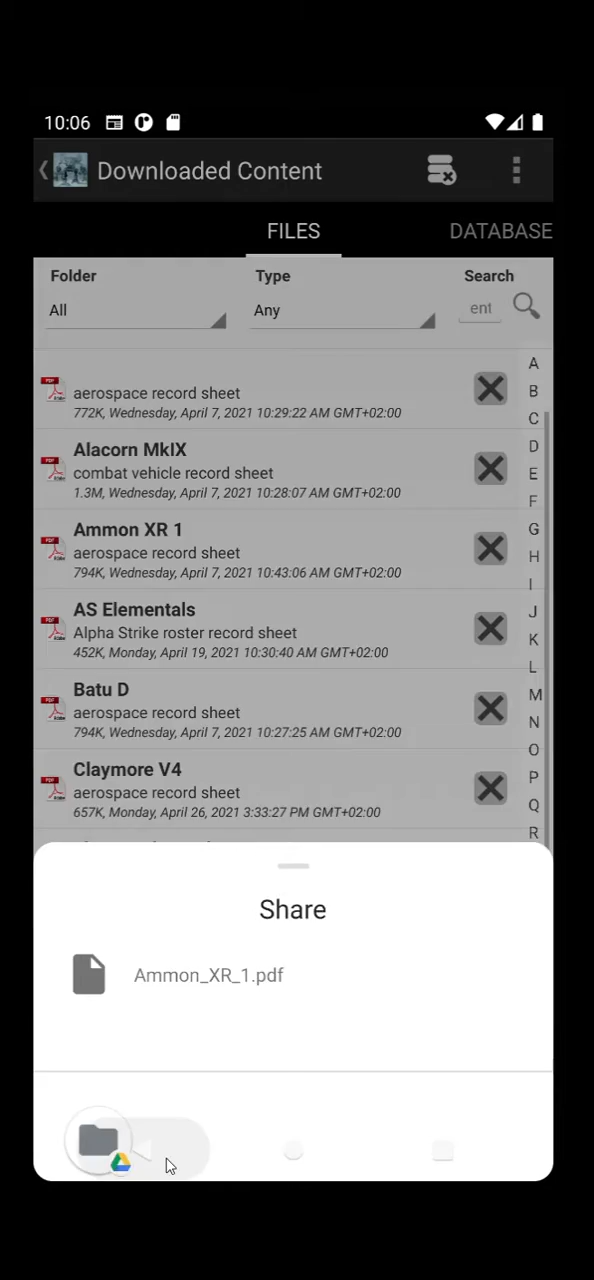 10:06
Downloaded Content
FILES
DATABASE
Folder
Type
Search
All
Any
ent
aerospace record sheet
772K, Wednesday, April 7, 2021 10:29:22 AM GMT+02:00
Alacorn MkIX
combat vehicle record sheet
1.3M, Wednesday, April 7, 2021 10:28:07 AM GMT+02:00
Ammon XR 1
aerospace record sheet
794K, Wednesday, April 7, 2021 10:43:06 AM GMT+02:00
AS Elementals
Alpha Strike roster record sheet
452K, Monday, April 19, 2021 10:30:40 AM GMT+02:00
Batu D
aerospace record sheet
794K, Wednesday, April 7, 2021 10:27:25 AM GMT+02:00
Claymore V4
aerospace record sheet
657K, Monday, April 26, 2021 3:33:27 PM GMT+02:00
A
B
C
D
E
F
G
H
I
J
K
L
M
N
O
P
Q
R
Share
Ammon_XR_1.pdf